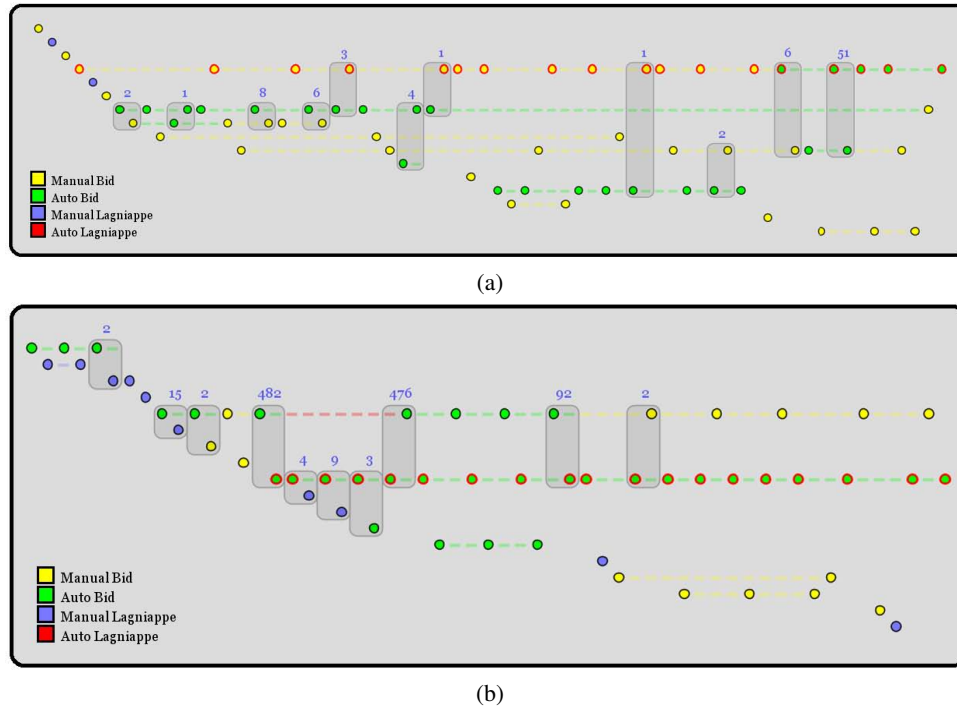 6 51
3 1 1
2 1 8 6 4
2
Manual Bid
Auto Bid
Manual Lagniappe
Auto Lagniappe
(a)
2
15 2 482 476 92 2
4 9 3
Manual Bid
Auto Bid
Manual Lagniappe
Auto Lagniappe
(b)